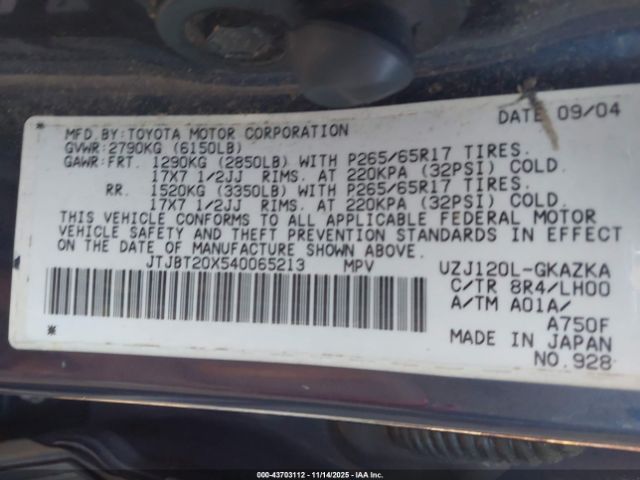 DATE 09/04
MFD.BY:TOYOTA MOTOR CORPORATION
GVWR:2790KG (6150LB)
GAWR:FRT. 1290KG (2850LB) WITH P265/65R17 TIRES.
17X7 1/2JJ RIMS. AT 220KPA (32PSI) COLD.
RR. 1520KG (3350LB) WITH P265/65R17 TIRES.
17X7 1/2JJ RIMS. AT 220KPA (32PSI) COLD.
THIS VEHICLE CONFORMS TO ALL APPLICABLE FEDERAL MOTOR
VEHICLE SAFETY AND THEFT PREVENTION STANDARDS IN EFFECT
ON THE DATE OF MANUFACTURE SHOWN ABOVE.
JTJBT20X540065213 MPV UZJ120L-GKAZKA
* C/TR 8R4/LH00
A/TM A01A/
A750F
* MADE IN JAPAN
NO.928
000-43703112 - 11/14/2025 - IAAI.com